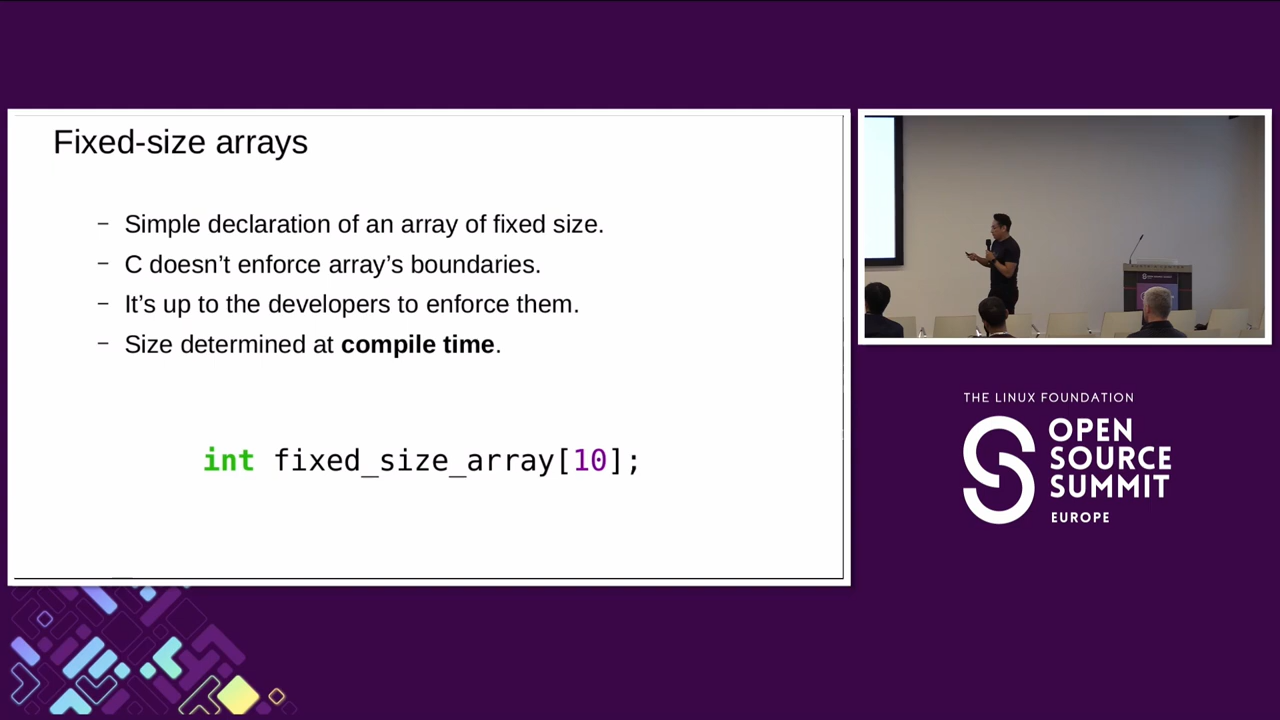 Fixed-size arrays
– Simple declaration of an array of fixed size.
– C doesn’t enforce array’s boundaries.
– It’s up to the developers to enforce them.
– Size determined at compile time.
int fixed_size_array[10];
THE LINUX FOUNDATION
OPEN
SOURCE
SUMMIT
EUROPE